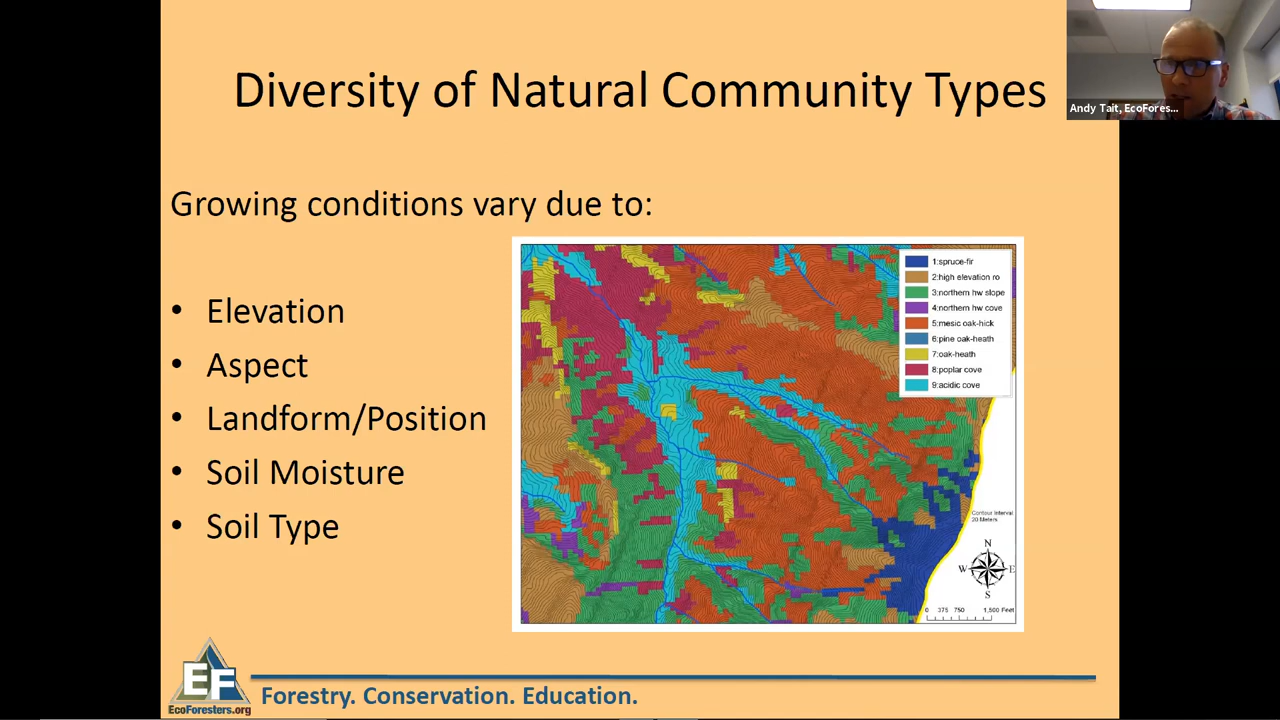 Diversity of Natural Community Types
Andy Tait, EcoFores...
Growing conditions vary due to:
• Elevation
• Aspect
• Landform/Position
• Soil Moisture
• Soil Type
1:spruce-fir
2:high elevation ro
3:northern hw slope
4:northern hw cove
5:mesic oak-hick
6:pine oak-heath
7:oak-heath
8:poplar cove
9:acidic cove
Contour Interval
20 Meters
N
W E
S
0 375 750 1,500 Feet
EF
EcoForesters.org
Forestry. Conservation. Education.